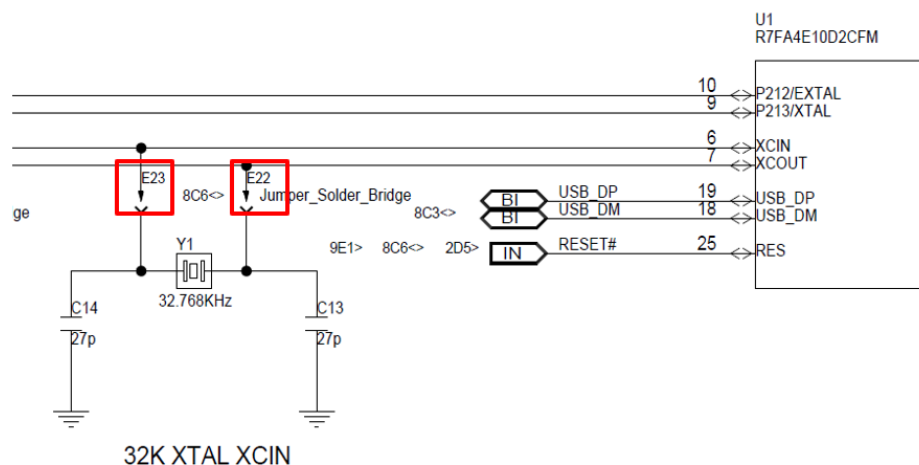 U1
R7FA4E10D2CFM
10
P212/EXTAL
9
P213/XTAL
6
XCIN
7
XCOUT
E23
8C6<>
E22
Jumper_Solder_Bridge
ge
8C3<>
BI
USB_DP
19
USB_DP
BI
USB_DM
18
USB_DM
9E1>
8C6<>
2D5>
IN
RESET#
25
RES
Y1
32.768KHz
C14
27p
C13
27p
32K XTAL XCIN